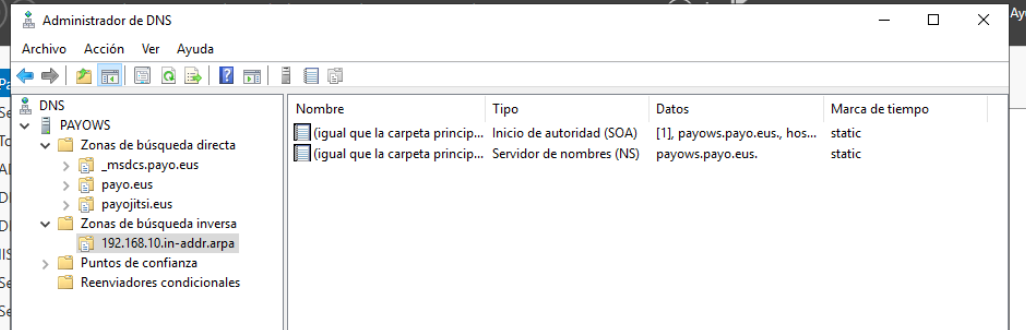 Administrador de DNS
Ayu
Archivo Acción Ver Ayuda
DNS
PAYOWS
Zonas de búsqueda directa
_msdcs.payo.eus
payo.eus
payojitsi.eus
Zonas de búsqueda inversa
192.168.10.in-addr.arpa
Puntos de confianza
Reenviadores condicionales
Nombre Tipo Datos Marca de tiempo
(igual que la carpeta princip... Inicio de autoridad (SOA) [1], payows.payo.eus., hos... static
(igual que la carpeta princip... Servidor de nombres (NS) payows.payo.eus. static